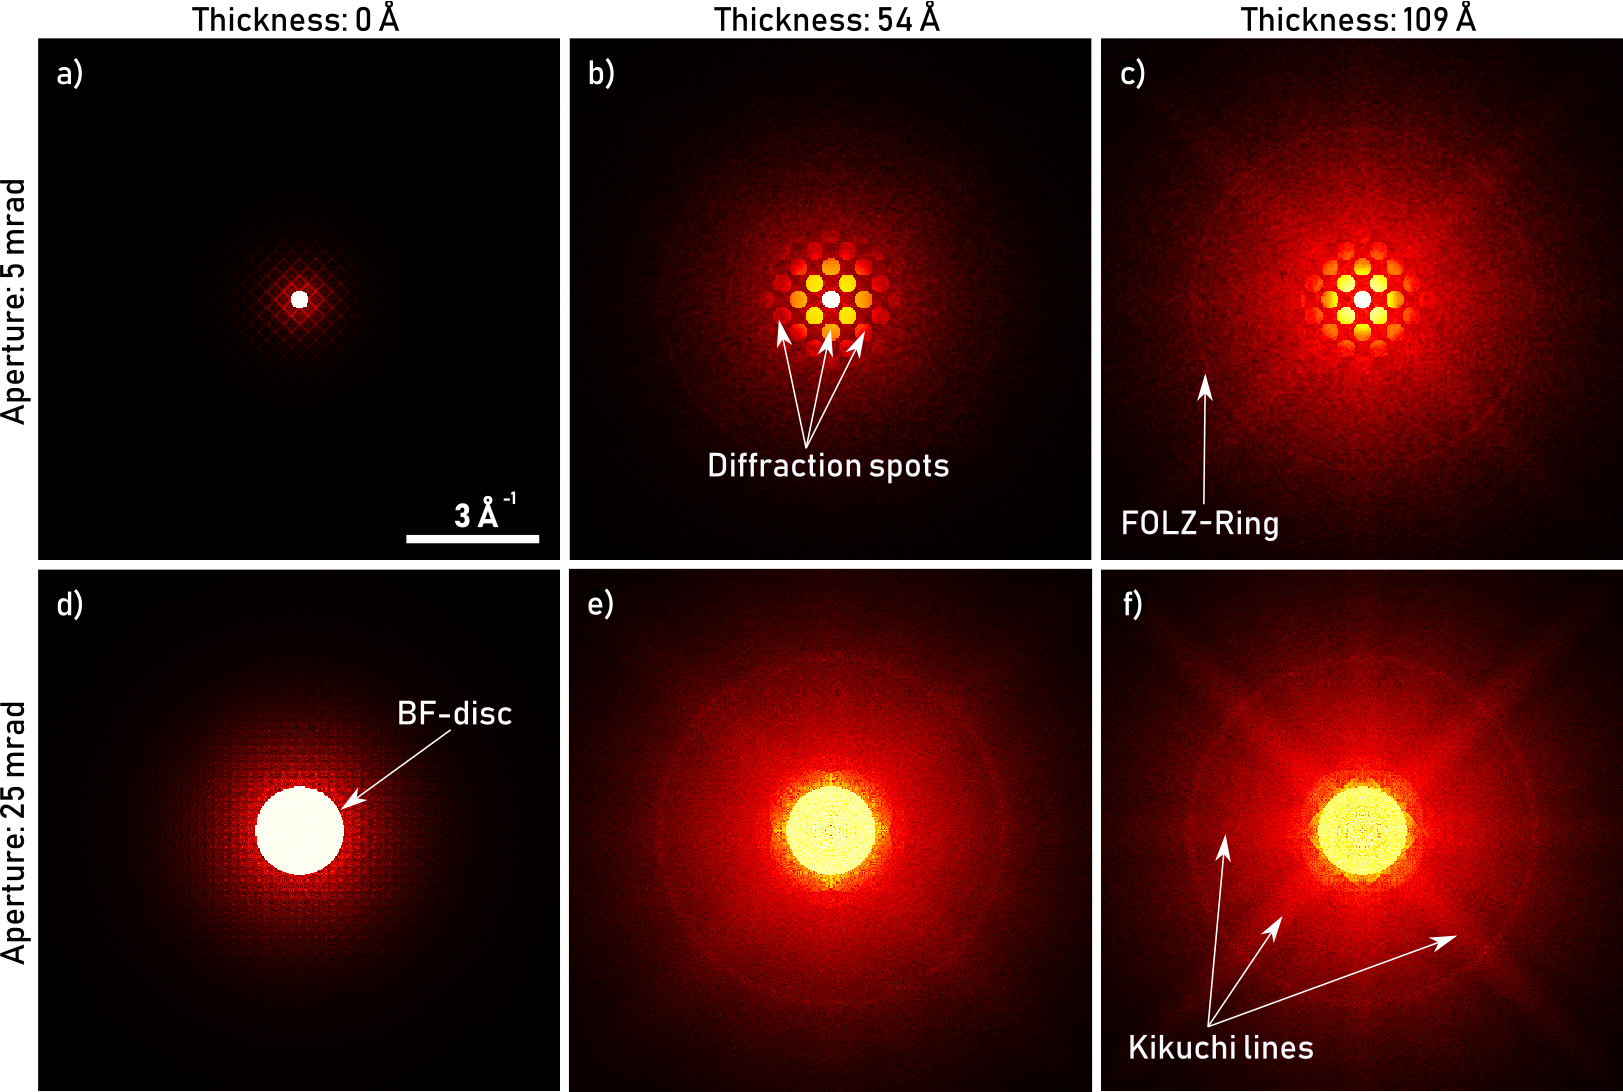 Thickness: 0 Å
Thickness: 54 Å
Thickness: 109 Å
Aperture: 5 mrad
a)
b)
c)
Diffraction spots
3 Å⁻¹
FOLZ-Ring
Aperture: 25 mrad
d)
e)
f)
BF-disc
Kikuchi lines